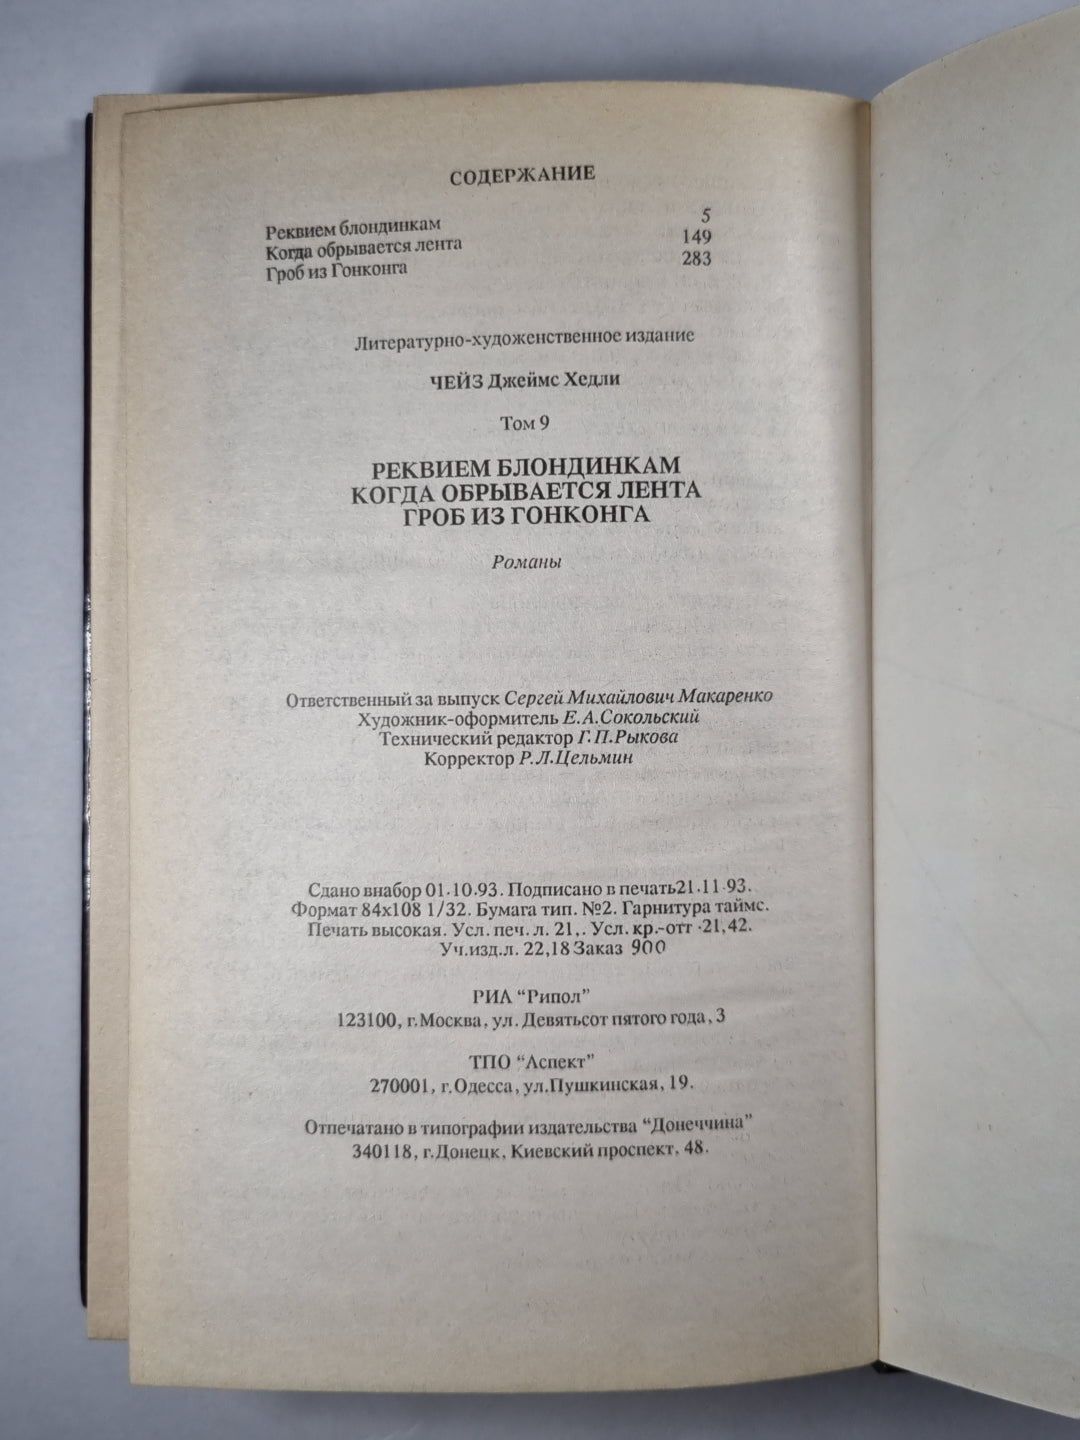 СОДЕРЖАНИЕ
Реквием блондинкам 5
Когда обрывается лента 149
Гроб из Гонконга 283
Литературно-художенственное издание
ЧЕЙЗ Джеймс Хедли
Том 9
РЕКВИЕМ БЛОНДИНКАМ
КОГДА ОБРЫВАЕТСЯ ЛЕНТА
ГРОБ ИЗ ГОНКОНГА
Романы
Ответственный за выпуск Сергей Михайлович Макаренко
Художник-оформитель Е.А.Сокольский
Технический редактор Г.П.Рыкова
Корректор Р.Л.Цельмин
Сдано внабор 01.10.93. Подписано в печать21.11.93.
Формат 84х108 1/32. Бумага тип. №2. Гарнитура таймс.
Печать высокая. Усл. печ. л. 21,. Усл. кр.-отт ·21,42.
Уч.изд.л. 22,18 Заказ 900
РИА “Рипол”
123100, г.Москва, ул. Девятьсот пятого года, 3
ТПО “Аспект”
270001, г.Одесса, ул.Пушкинская, 19.
Отпечатано в типографии издательства “Донеччина”
340118, г.Донецк, Киевский проспект, 48.